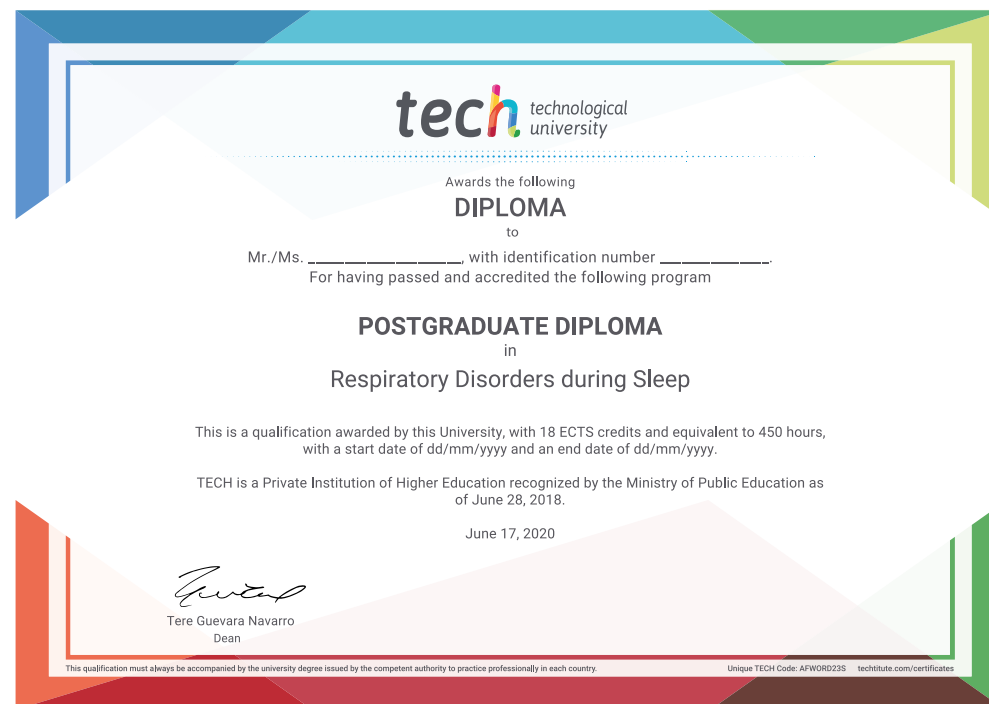 tech technological
university
Awards the following
DIPLOMA
to
Mr./Ms. ____________________, with identification number ______________.
For having passed and accredited the following program
POSTGRADUATE DIPLOMA
in
Respiratory Disorders during Sleep
This is a qualification awarded by this University, with 18 ECTS credits and equivalent to 450 hours,
with a start date of dd/mm/yyyy and an end date of dd/mm/yyyy.
TECH is a Private Institution of Higher Education recognized by the Ministry of Public Education as
of June 28, 2018.
June 17, 2020
Tere Guevara Navarro
Dean
This qualification must always be accompanied by the university degree issued by the competent authority to practice professionally in each country.
Unique TECH Code: AFWORD23S techtitute.com/certificates